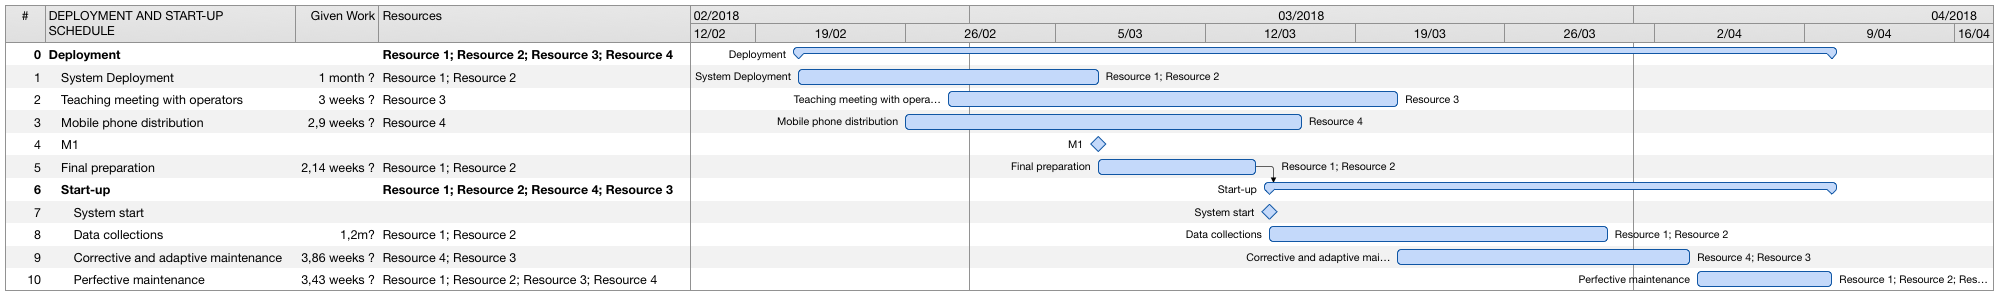 # DEPLOYMENT AND START-UP SCHEDULE Given Work Resources 02/2018 03/2018 04/2018
12/02 19/02 26/02 5/03 12/03 19/03 26/03 2/04 9/04 16/04
0 Deployment Resource 1; Resource 2; Resource 3; Resource 4 Deployment
1 System Deployment 1 month ? Resource 1; Resource 2 System Deployment Resource 1; Resource 2
2 Teaching meeting with operators 3 weeks ? Resource 3 Teaching meeting with opera… Resource 3
3 Mobile phone distribution 2,9 weeks ? Resource 4 Mobile phone distribution Resource 4
4 M1 M1
5 Final preparation 2,14 weeks ? Resource 1; Resource 2 Final preparation Resource 1; Resource 2
6 Start-up Resource 1; Resource 2; Resource 4; Resource 3 Start-up
7 System start System start
8 Data collections 1,2m? Resource 1; Resource 2 Data collections Resource 1; Resource 2
9 Corrective and adaptive maintenance 3,86 weeks ? Resource 4; Resource 3 Corrective and adaptive mai… Resource 4; Resource 3
10 Perfective maintenance 3,43 weeks ? Resource 1; Resource 2; Resource 3; Resource 4 Perfective maintenance Resource 1; Resource 2; Res…